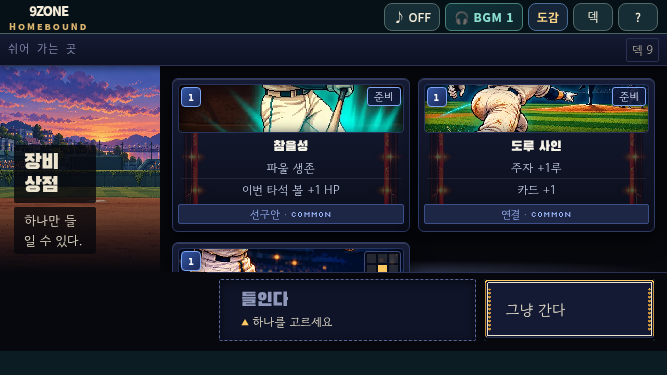 9ZONE
HOMEBOUND
♪ OFF
🎧 BGM 1
도감
덱
?
쉬어 가는 곳
덱 9
장비
상점
하나만 들
일 수 있다.
1
준비
참을성
파울 생존
이번 타석 볼 +1 HP
선구안 · COMMON
1
준비
도루 사인
주자 +1루
카드 +1
연결 · COMMON
1
들인다
▲ 하나를 고르세요
그냥 간다